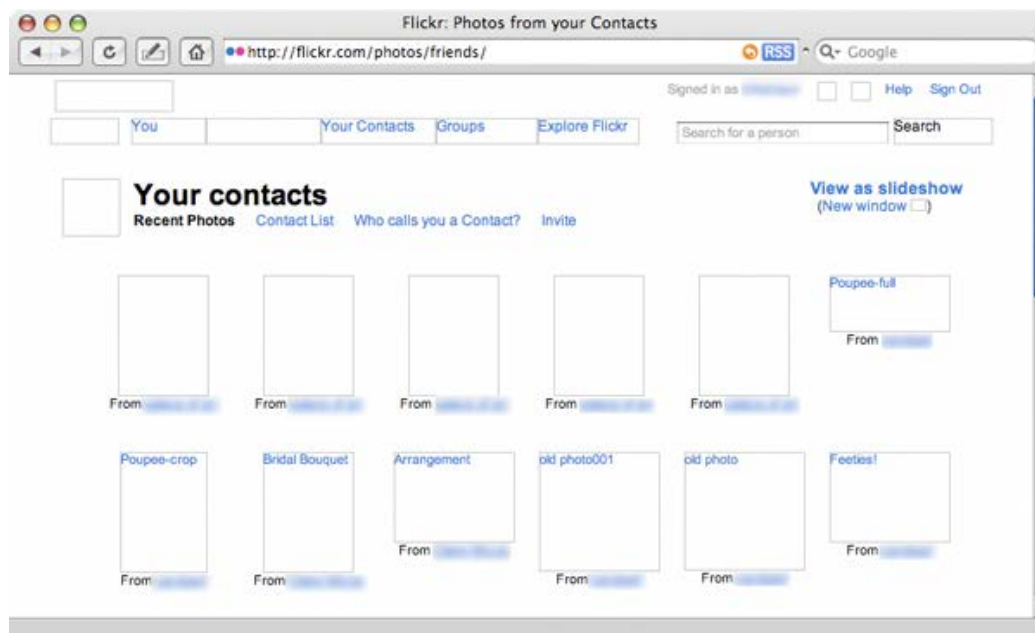 Flickr: Photos from your Contacts
http://flickr.com/photos/friends/ RSS Google
Signed in as Help Sign Out
You Your Contacts Groups Explore Flickr Search for a person Search
Your contacts
View as slideshow
Recent Photos Contact List Who calls you a Contact? Invite
(New window )
Poupee-full
From
From From From From From
Poupee-crop Bridal Bouquet Arrangement old photo001 old photo Feeties!
From From
From From From From